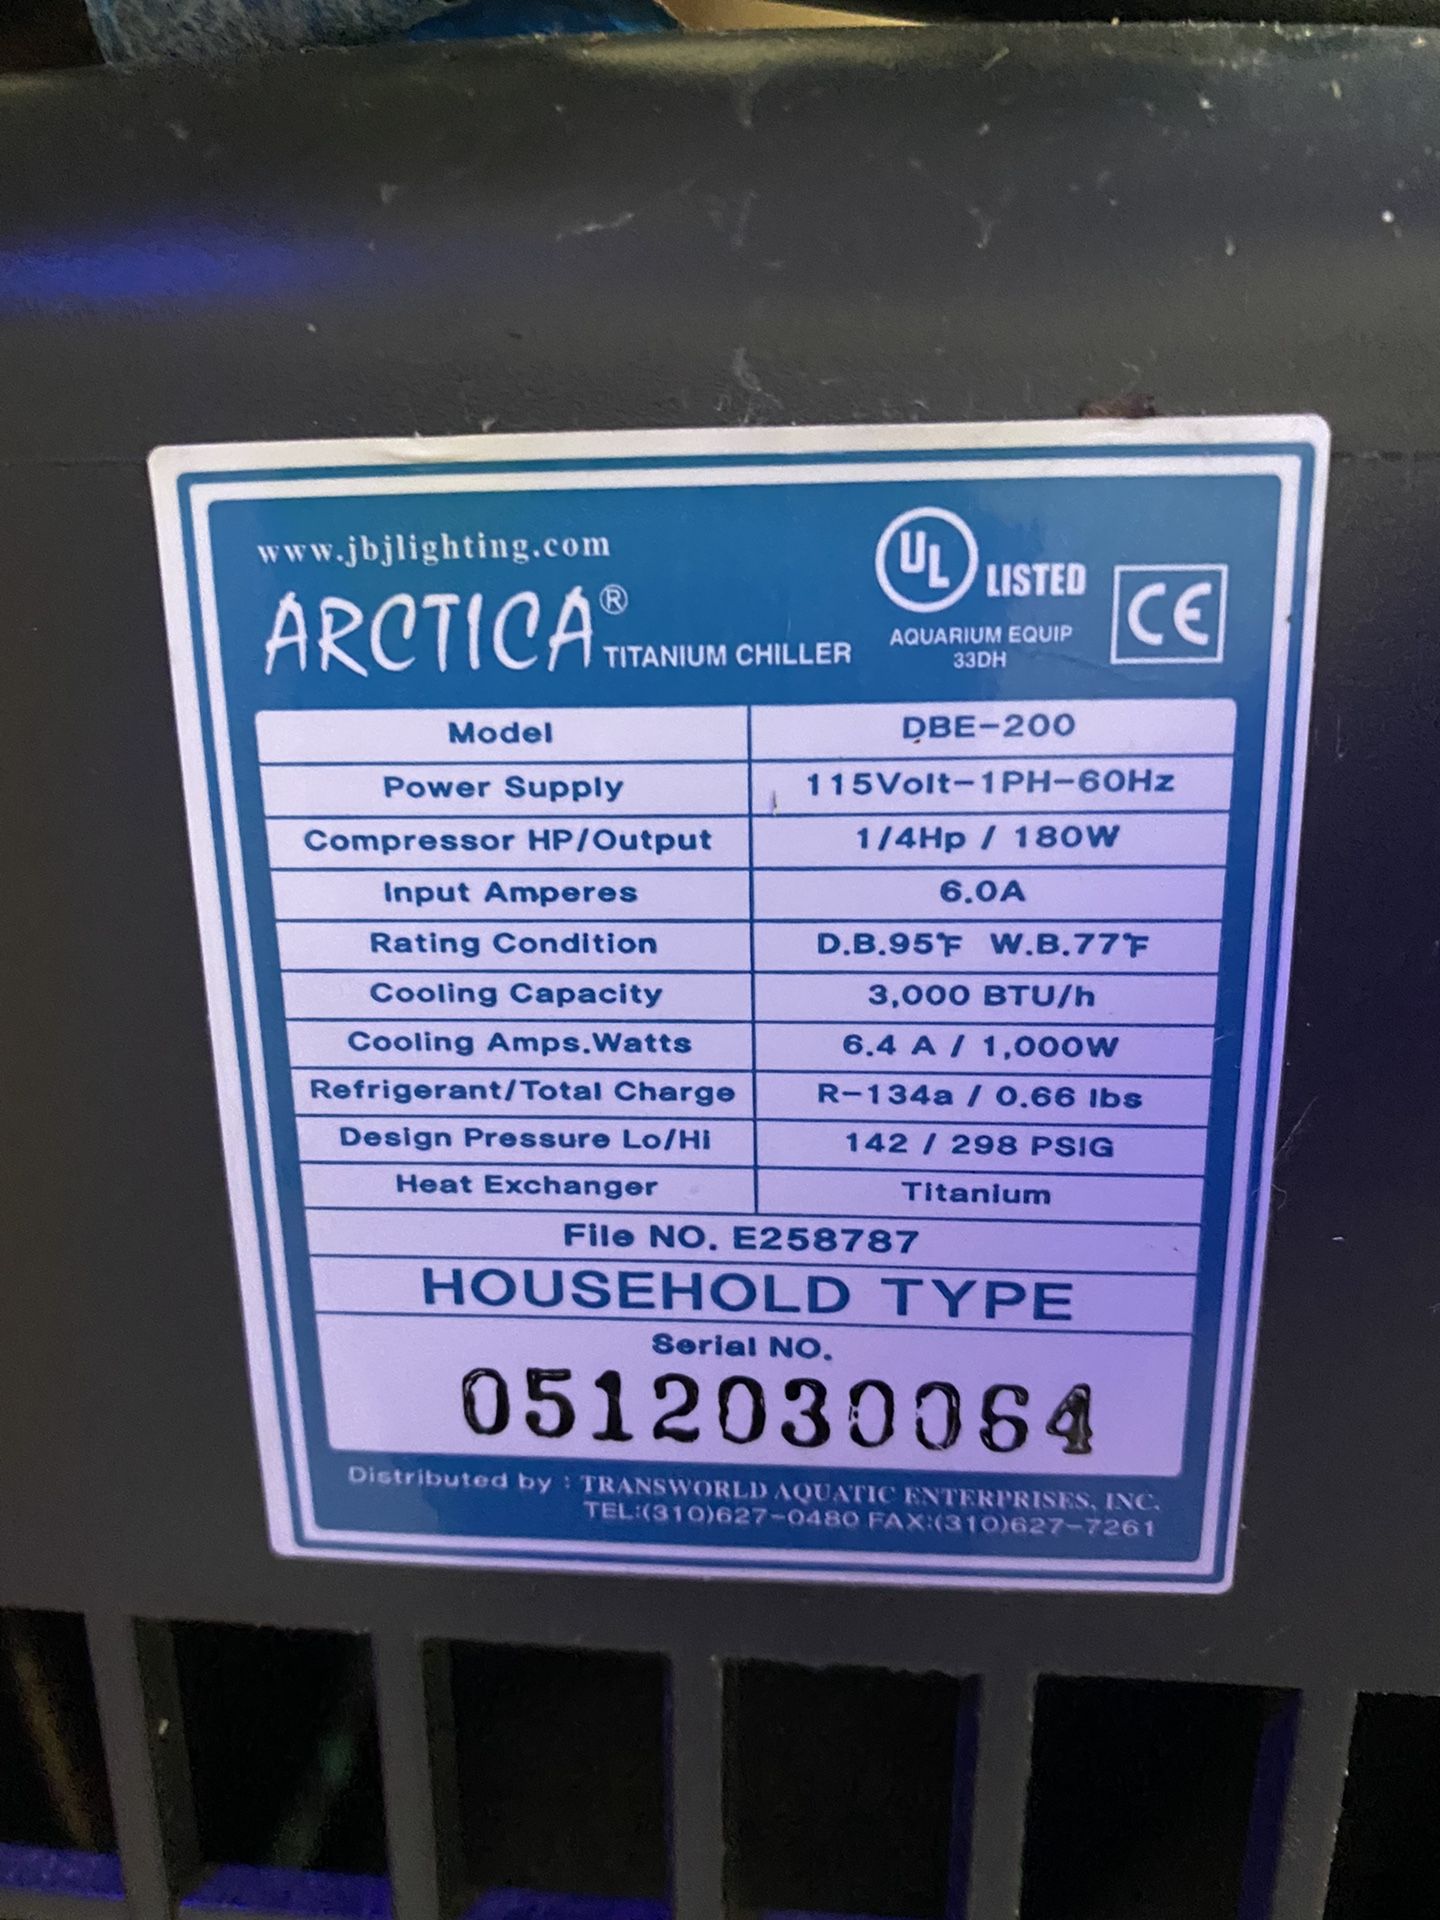 www.jbjlighting.com
ARCTICA® TITANIUM CHILLER
UL LISTED
AQUARIUM EQUIP
33DH
CE
Model DBE-200
Power Supply 115Volt-1PH-60Hz
Compressor HP/Output 1/4Hp / 180W
Input Amperes 6.0A
Rating Condition D.B.95℉ W.B.77℉
Cooling Capacity 3,000 BTU/h
Cooling Amps.Watts 6.4 A / 1,000W
Refrigerant/Total Charge R-134a / 0.66 lbs
Design Pressure Lo/Hi 142 / 298 PSIG
Heat Exchanger Titanium
File NO. E258787
HOUSEHOLD TYPE
Serial NO.
0512030064
Distributed by : TRANSWORLD AQUATIC ENTERPRISES, INC.
TEL:(310)627-0480 FAX:(310)627-7261